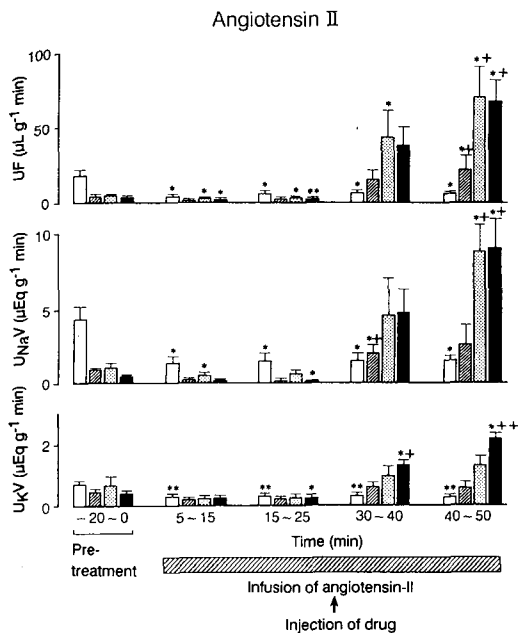 Angiotensin II
UF (μL g⁻¹ min)
100
50
0
* * *
* * **
* *
* *+ *+ *+
UNaV (μEq g⁻¹ min)
10
5
0
* *
* *
* *+
* *+ *+
UKV (μEq g⁻¹ min)
2
0
**
** *
** *+
** *++
~20~0 5~15 15~25 30~40 40~50
Time (min)
Pre-
treatment
Infusion of angiotensin-II
Injection of drug